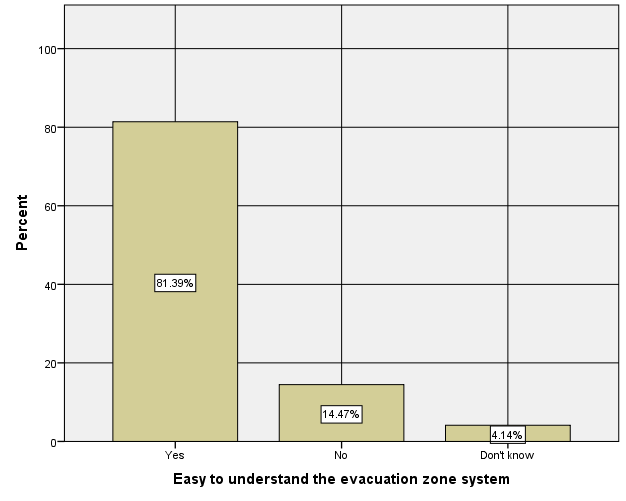 Percent
100
80
60
40
20
0
81.39%
14.47%
4.14%
Yes
No
Don't know
Easy to understand the evacuation zone system